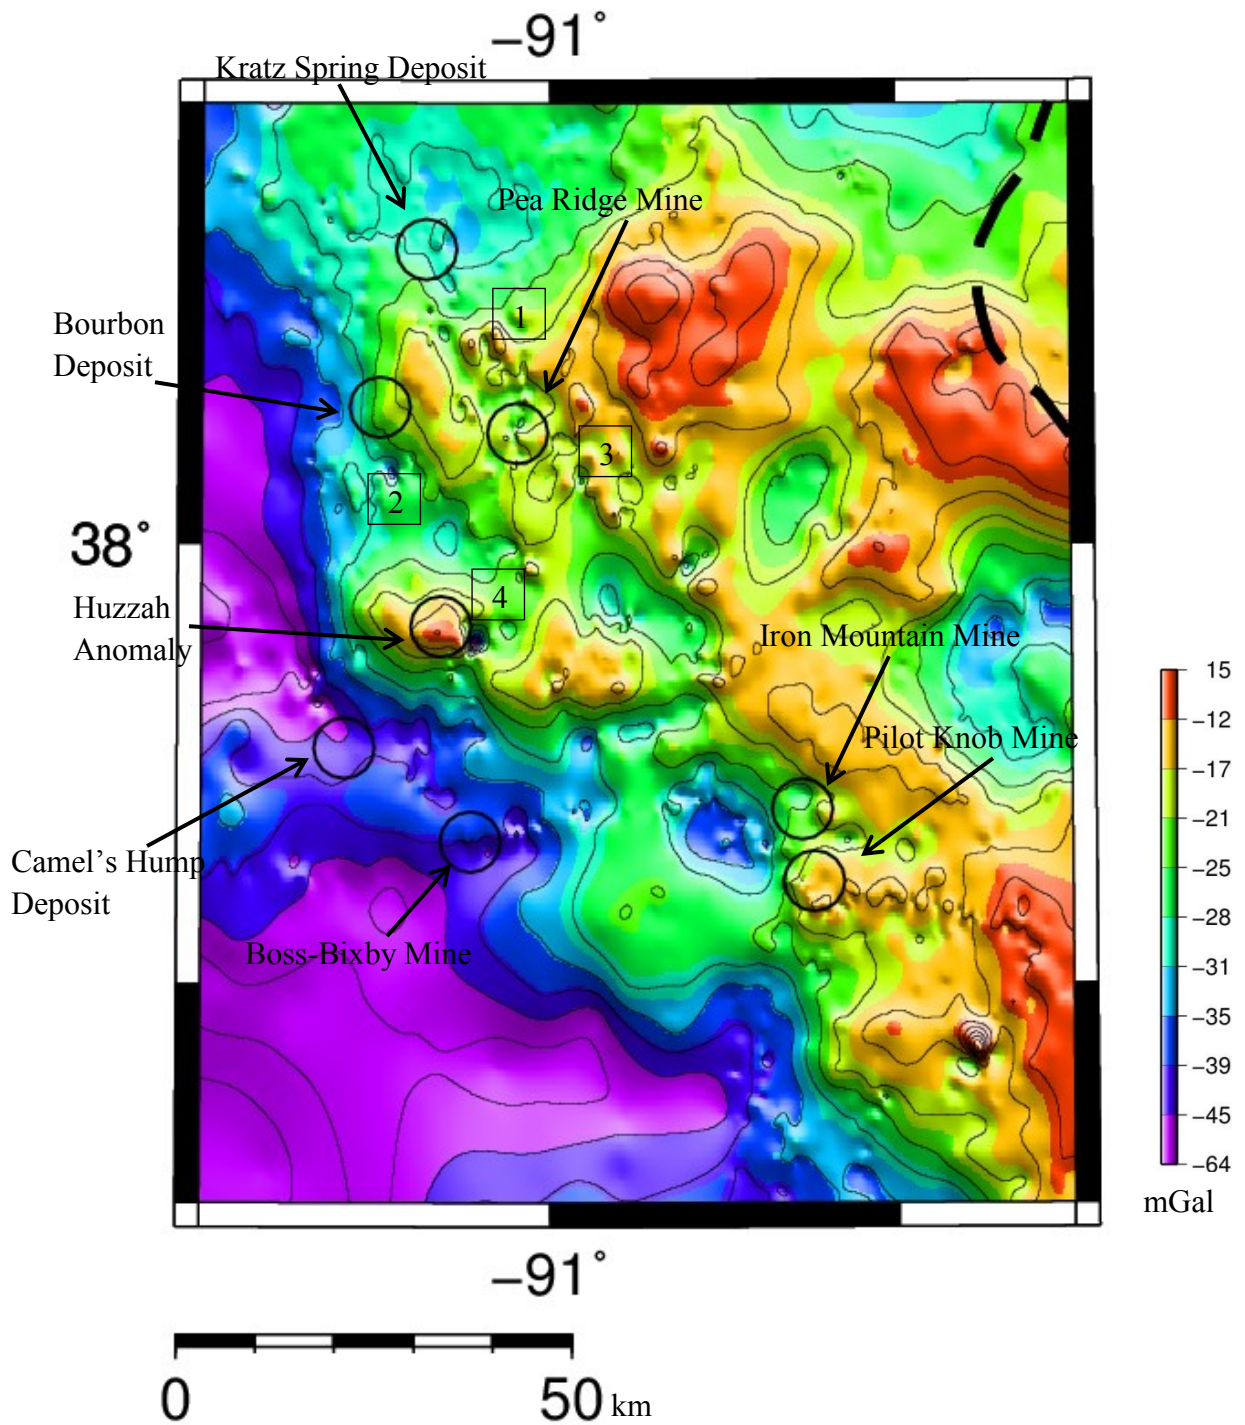 −91°
Kratz Spring Deposit
Pea Ridge Mine
1
Bourbon
Deposit
3
2
38°
Huzzah
Anomaly
4
Iron Mountain Mine
Pilot Knob Mine
Camel's Hump
Deposit
Boss-Bixby Mine
15
−12
−17
−21
−25
−28
−31
−35
−39
−45
−64
mGal
−91°
0 50 km